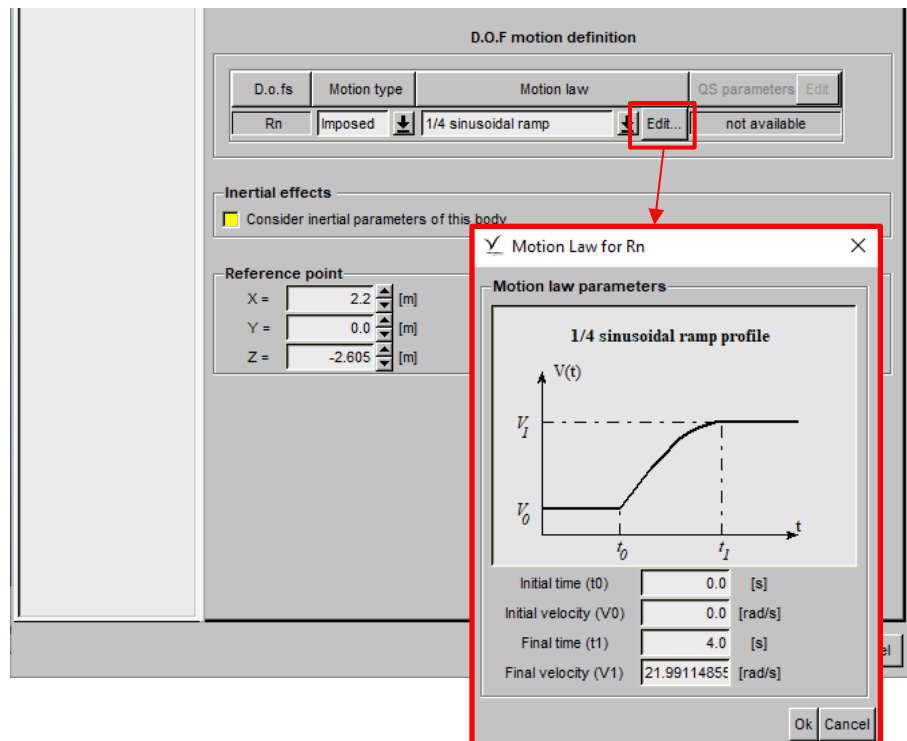 D.O.F motion definition
D.o.fs Motion type Motion law QS parameters Edit
Rn Imposed 1/4 sinusoidal ramp Edit... not available
Inertial effects
Consider inertial parameters of this body
Reference point
X = 2.2 [m]
Y = 0.0 [m]
Z = -2.605 [m]
Motion Law for Rn
Motion law parameters
1/4 sinusoidal ramp profile
V(t)
V1
V0
t
t0 t1
Initial time (t0) 0.0 [s]
Initial velocity (V0) 0.0 [rad/s]
Final time (t1) 4.0 [s]
Final velocity (V1) 21.99114855 [rad/s]
Ok Cancel